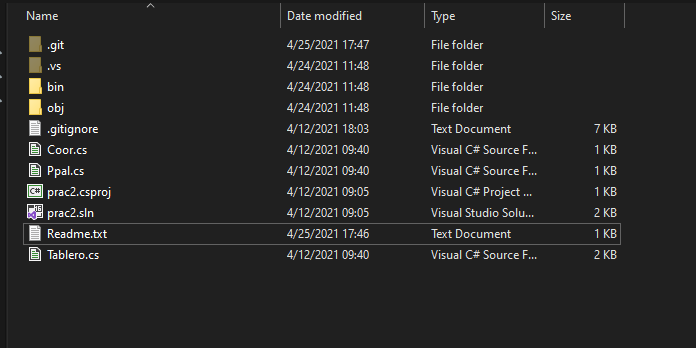 Name Date modified Type Size
.git 4/25/2021 17:47 File folder
.vs 4/24/2021 11:48 File folder
bin 4/24/2021 11:48 File folder
obj 4/24/2021 11:48 File folder
.gitignore 4/12/2021 18:03 Text Document 7 KB
Coor.cs 4/12/2021 09:40 Visual C# Source F... 1 KB
Ppal.cs 4/12/2021 09:40 Visual C# Source F... 1 KB
C# prac2.csproj 4/12/2021 09:05 Visual C# Project ... 1 KB
prac2.sln 4/12/2021 09:05 Visual Studio Solu... 2 KB
Readme.txt 4/25/2021 17:46 Text Document 1 KB
Tablero.cs 4/12/2021 09:40 Visual C# Source F... 2 KB